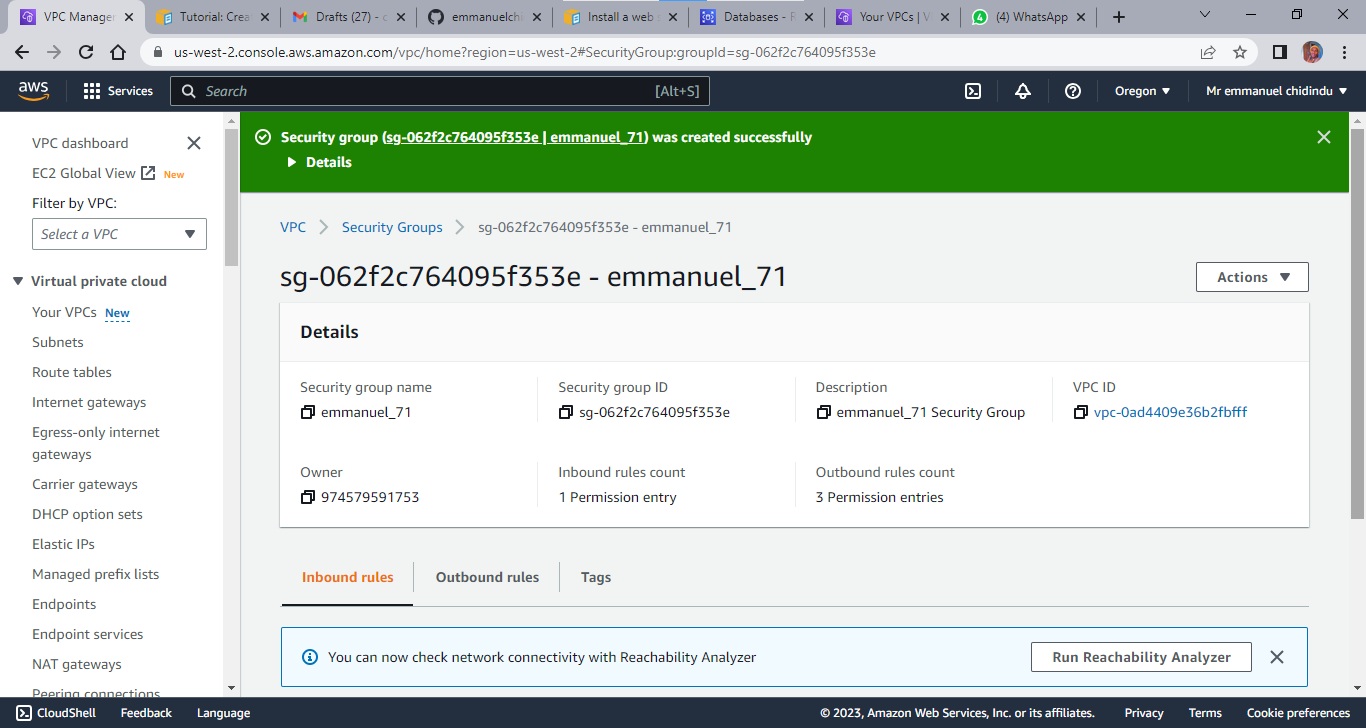 VPC Manager
Tutorial: Crea
Drafts (27) - c
emmanuelchi
Install a web s
Databases - R
Your VPCs | V
(4) WhatsApp
us-west-2.console.aws.amazon.com/vpc/home?region=us-west-2#SecurityGroup:groupId=sg-062f2c764095f353e
aws
Services
Search
[Alt+S]
Oregon
Mr emmanuel chidindu
VPC dashboard
EC2 Global View New
Filter by VPC:
Select a VPC
Virtual private cloud
Your VPCs New
Subnets
Route tables
Internet gateways
Egress-only internet
gateways
Carrier gateways
DHCP option sets
Elastic IPs
Managed prefix lists
Endpoints
Endpoint services
NAT gateways
Peering connections
Security group (sg-062f2c764095f353e | emmanuel_71) was created successfully
Details
VPC
Security Groups
sg-062f2c764095f353e - emmanuel_71
sg-062f2c764095f353e - emmanuel_71
Actions
Details
Security group name
emmanuel_71
Security group ID
sg-062f2c764095f353e
Description
emmanuel_71 Security Group
VPC ID
vpc-0ad4409e36b2fbfff
Owner
974579591753
Inbound rules count
1 Permission entry
Outbound rules count
3 Permission entries
Inbound rules
Outbound rules
Tags
You can now check network connectivity with Reachability Analyzer
Run Reachability Analyzer
CloudShell
Feedback
Language
© 2023, Amazon Web Services, Inc. or its affiliates.
Privacy
Terms
Cookie preferences